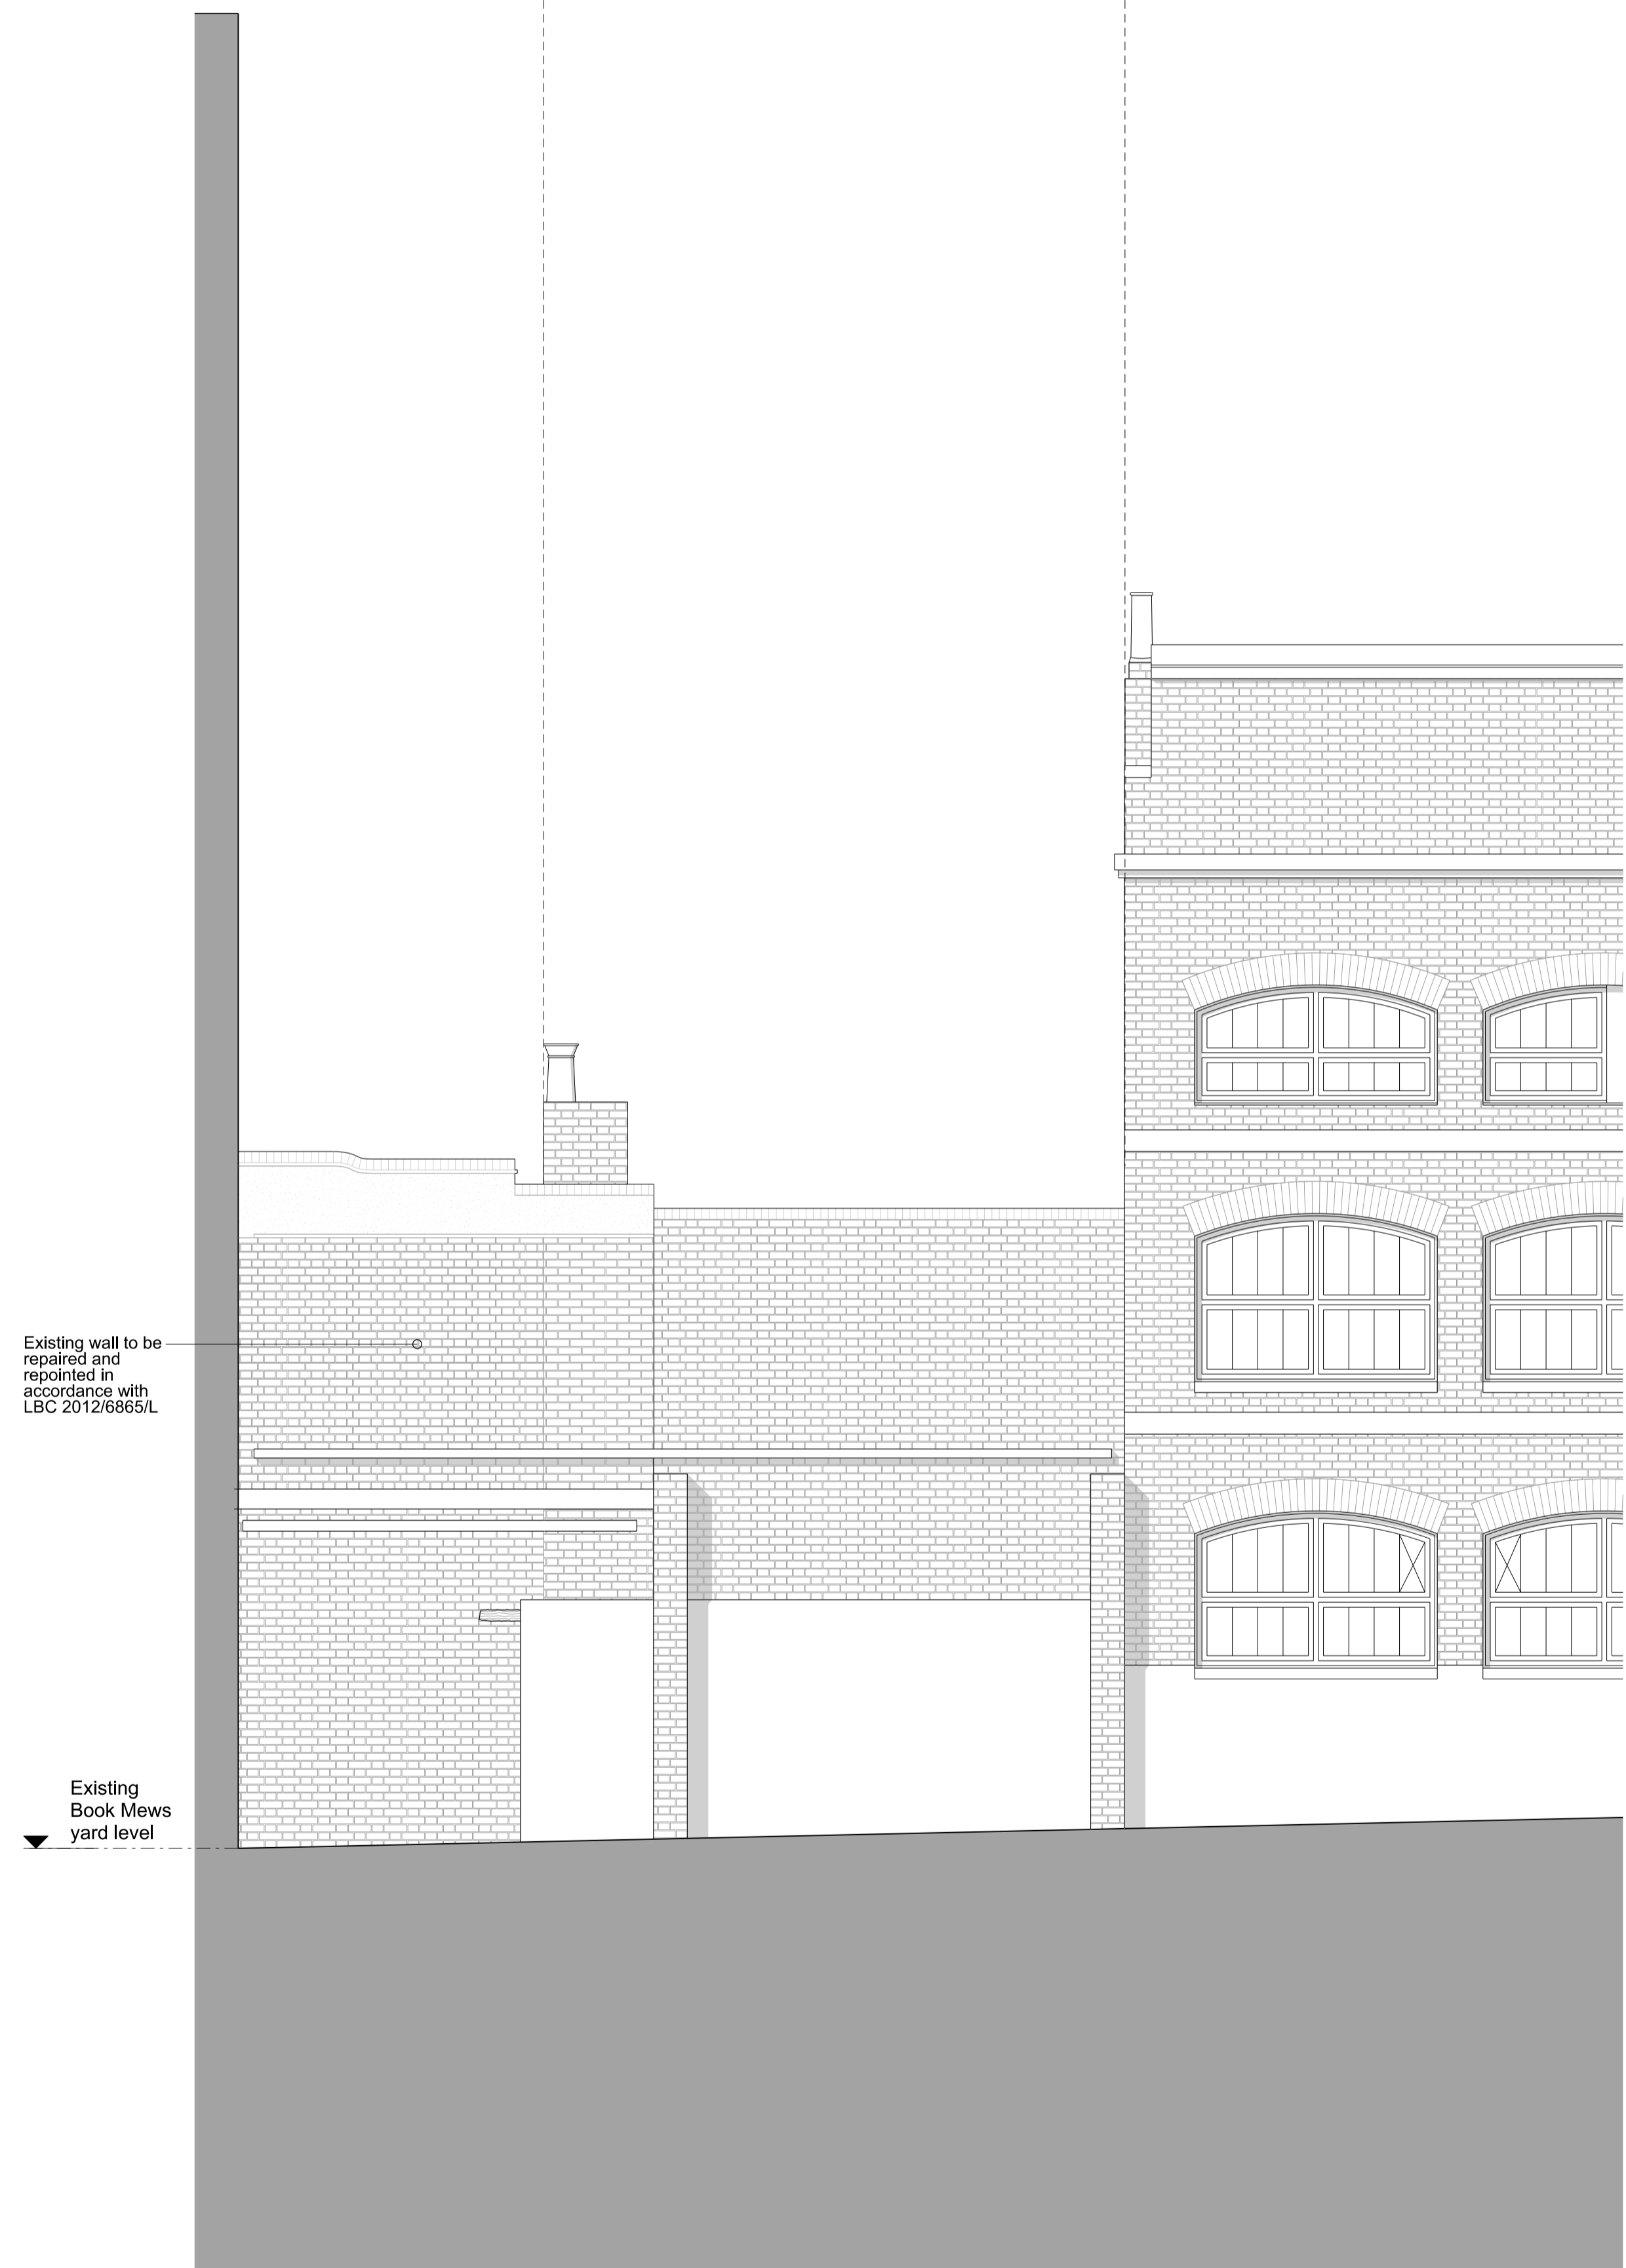 Existing wall to be
repaired and
repointed in
accordance with
LBC 2012/6865/L
Existing
Book Mews
yard level